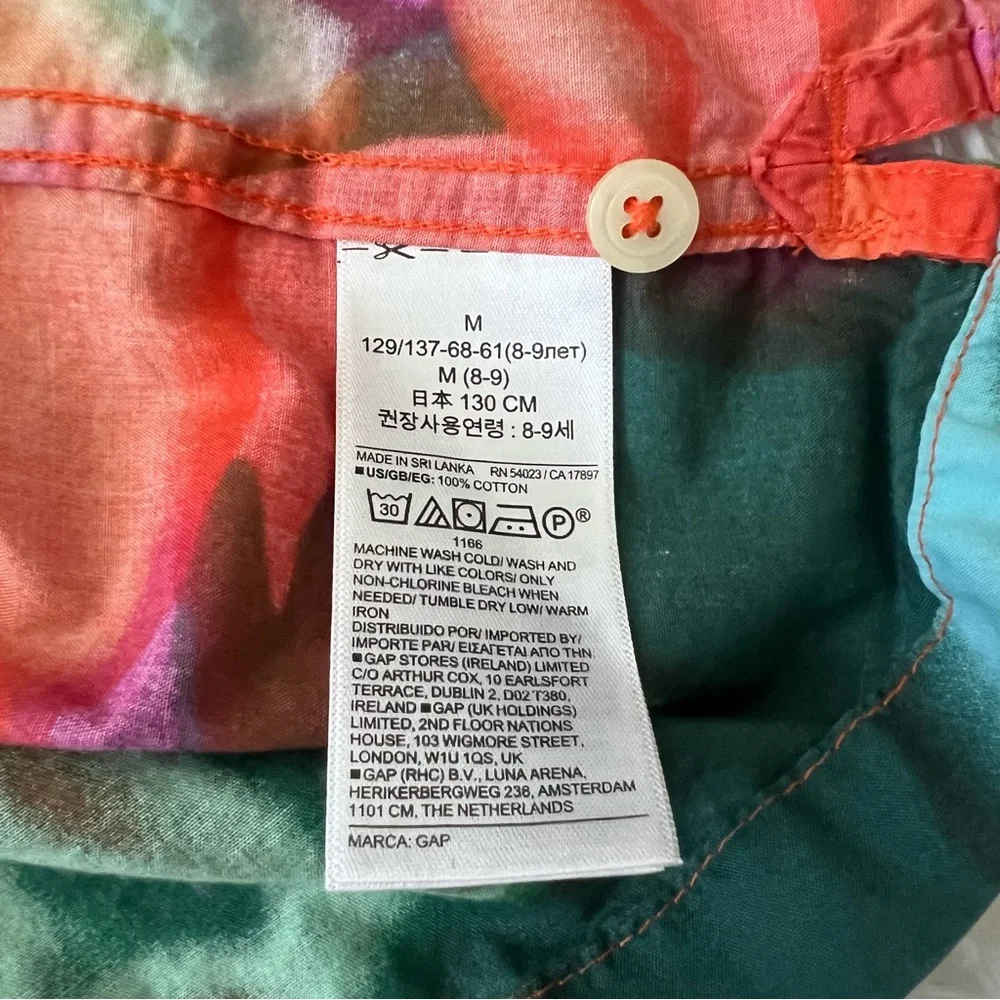 M
129/137-68-61(8-9лет)
M (8-9)
日本 130 CM
권장사용연령 : 8-9세
MADE IN SRI LANKA RN 54023 / CA 17897
■US/GB/EG: 100% COTTON
30 P®
1166
MACHINE WASH COLD/ WASH AND
DRY WITH LIKE COLORS/ ONLY
NON-CHLORINE BLEACH WHEN
NEEDED/ TUMBLE DRY LOW/ WARM
IRON
DISTRIBUIDO POR/ IMPORTED BY/
IMPORTE PAR/ ΕΙΣΑΓΕΤΑΙ ΑΠΟ ΤΗΝ
■GAP STORES (IRELAND) LIMITED
C/O ARTHUR COX, 10 EARLSFORT
TERRACE, DUBLIN 2, D02 T380,
IRELAND ■GAP (UK HOLDINGS)
LIMITED, 2ND FLOOR NATIONS
HOUSE, 103 WIGMORE STREET,
LONDON, W1U 1QS, UK
■GAP (RHC) B.V., LUNA ARENA,
HERIKERBERGWEG 238, AMSTERDAM
1101 CM, THE NETHERLANDS
MARCA: GAP